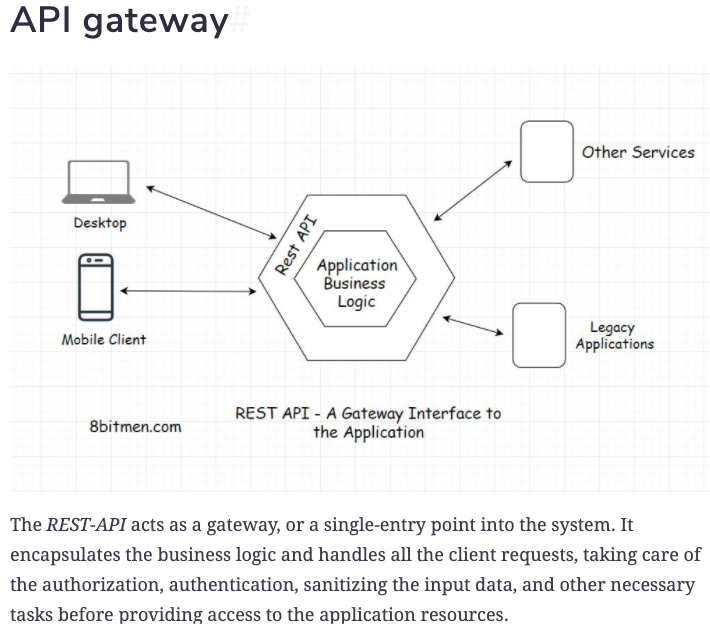 API gateway#
Other Services
Desktop
Rest API
Application
Business
Logic
Mobile Client
Legacy
Applications
REST API - A Gateway Interface to
the Application
8bitmen.com
The REST-API acts as a gateway, or a single-entry point into the system. It
encapsulates the business logic and handles all the client requests, taking care of
the authorization, authentication, sanitizing the input data, and other necessary
tasks before providing access to the application resources.